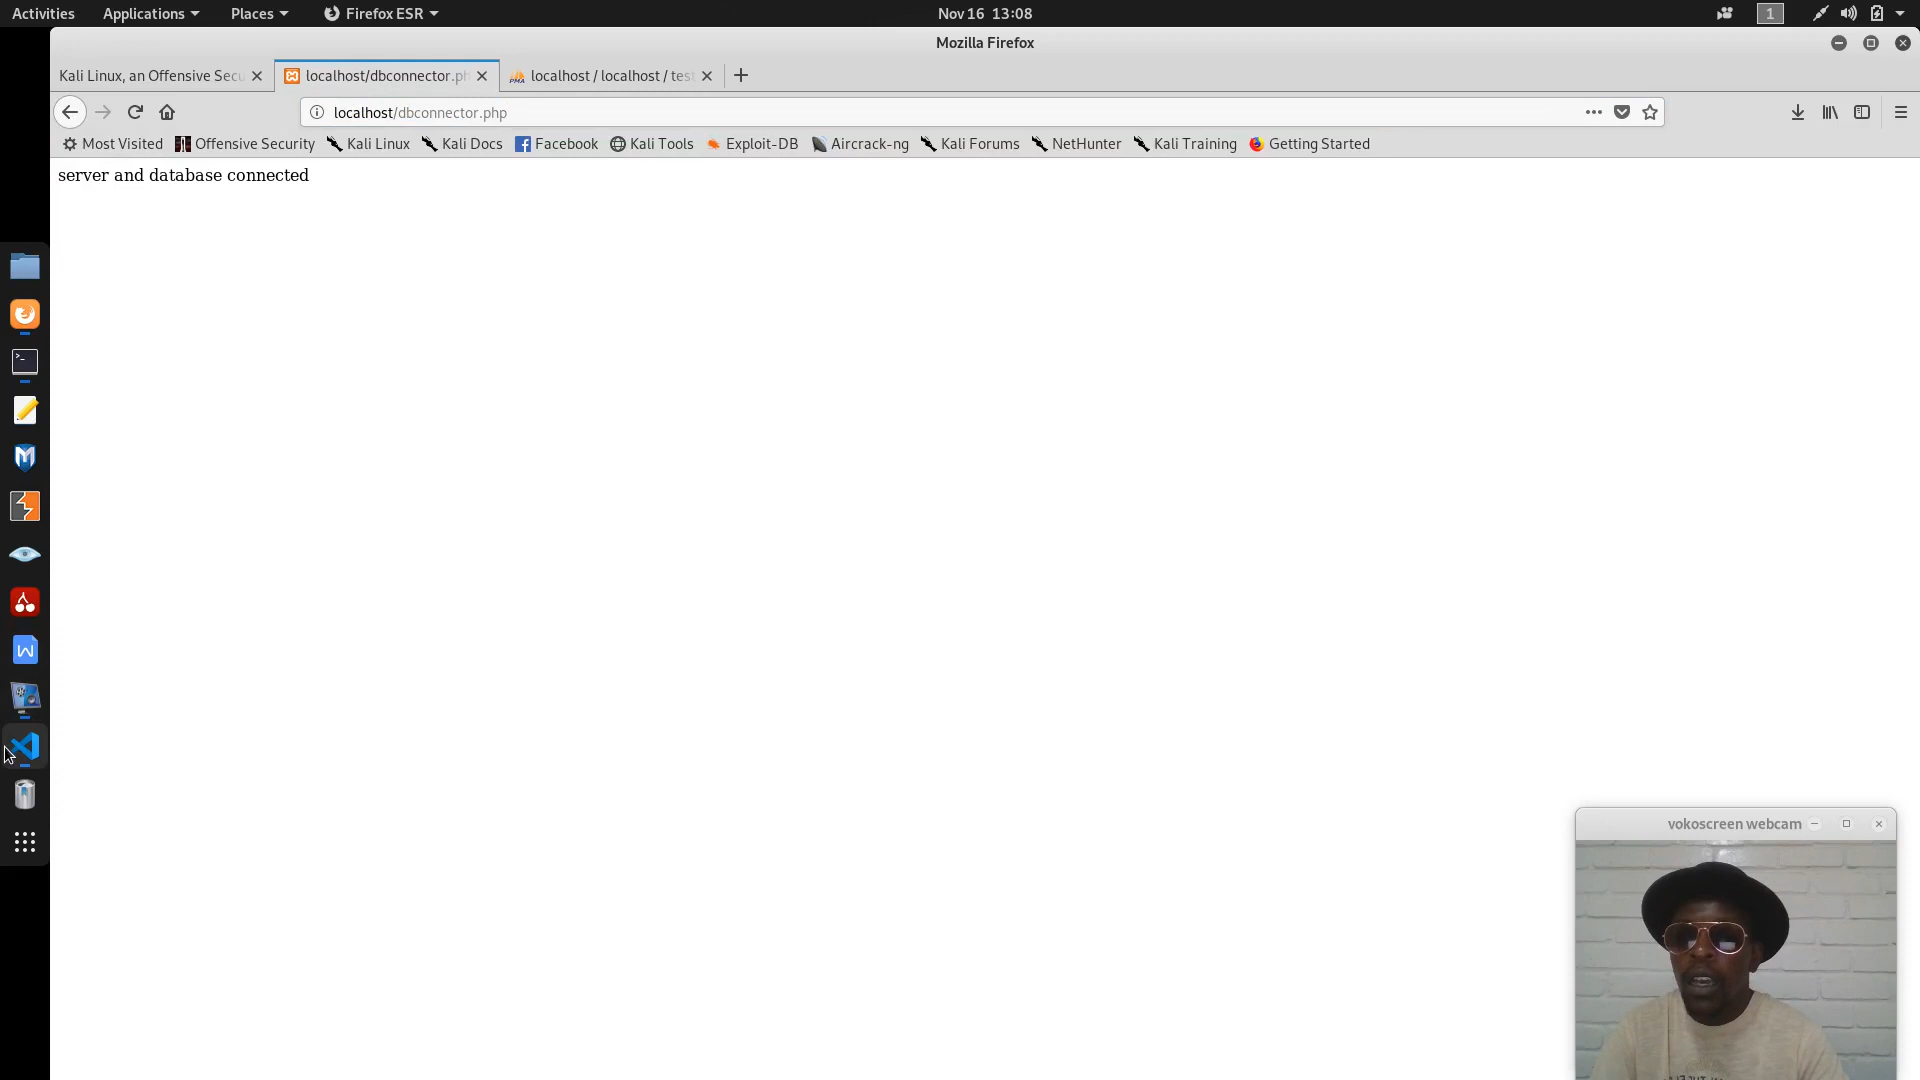 Activities Applications Places Firefox ESR Nov 16 13:08 1
Mozilla Firefox
Kali Linux, an Offensive Secu localhost/dbconnector.ph localhost / localhost / test
localhost/dbconnector.php
Most Visited Offensive Security Kali Linux Kali Docs Facebook Kali Tools Exploit-DB Aircrack-ng Kali Forums NetHunter Kali Training Getting Started
server and database connected
vokoscreen webcam